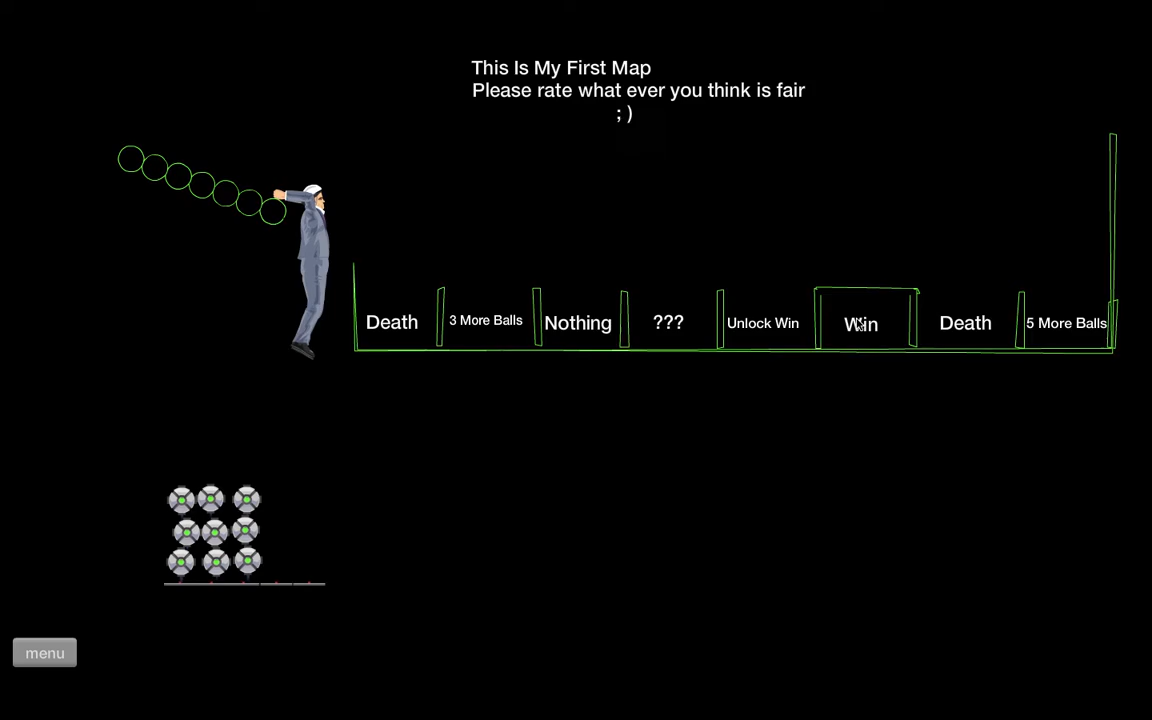 This Is My First Map
Please rate what ever you think is fair
; )
Death
3 More Balls
Nothing
???
Unlock Win
Win
Death
5 More Balls
menu